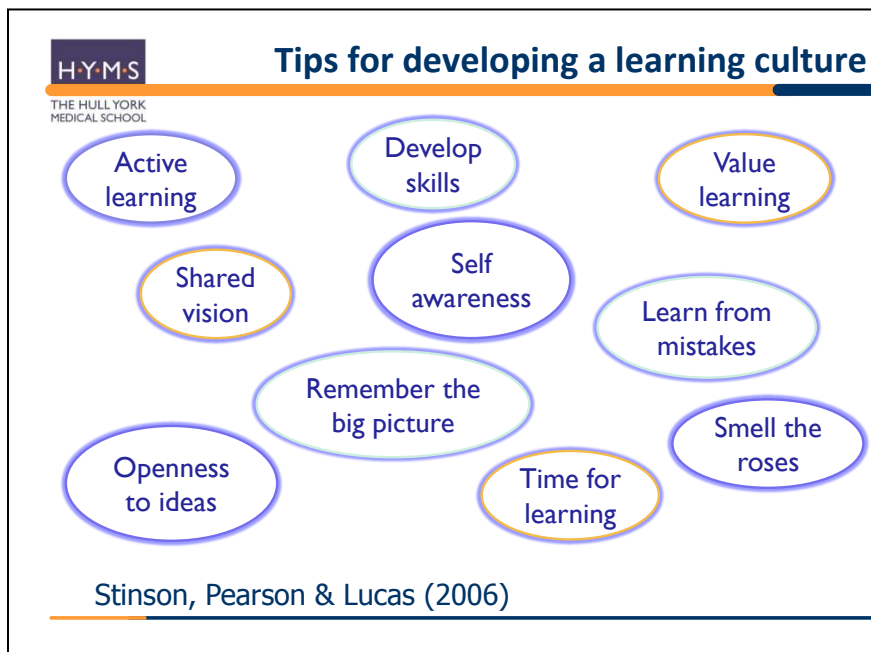 H·Y·M·S
THE HULL YORK
MEDICAL SCHOOL
Tips for developing a learning culture
Active
learning
Develop
skills
Value
learning
Shared
vision
Self
awareness
Learn from
mistakes
Remember the
big picture
Smell the
roses
Openness
to ideas
Time for
learning
Stinson, Pearson & Lucas (2006)